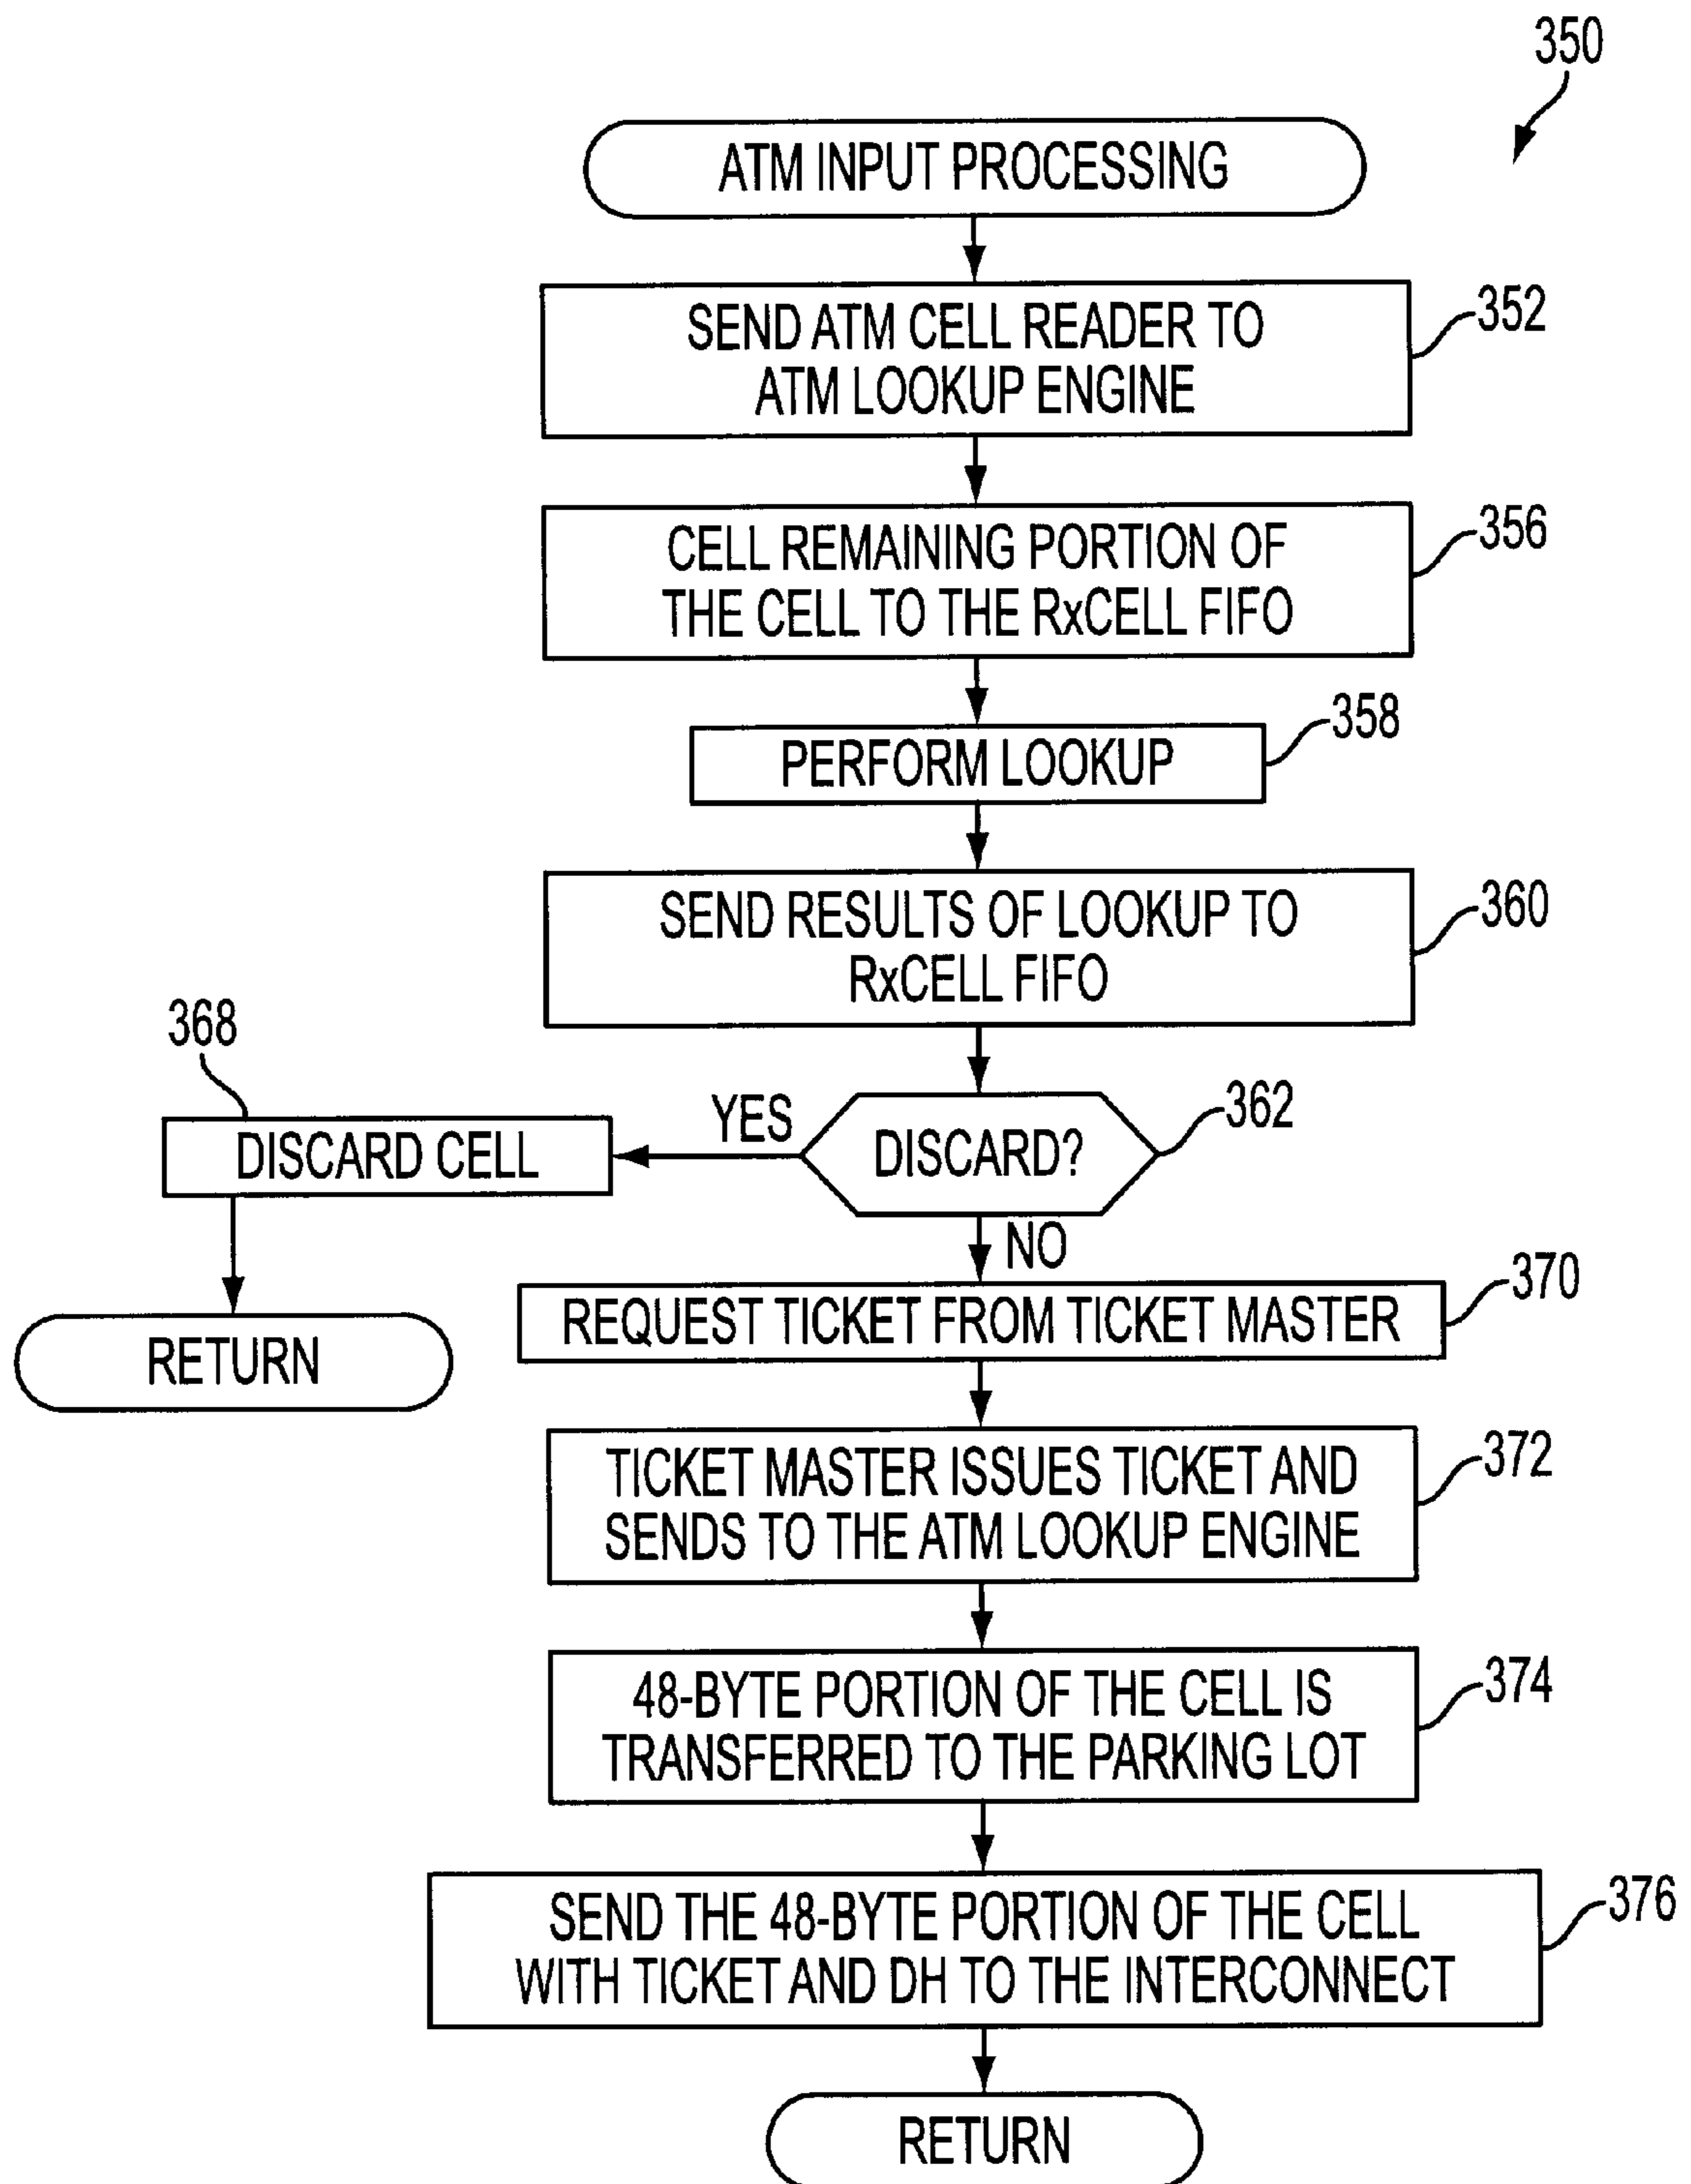 350
ATM INPUT PROCESSING
SEND ATM CELL READER TO
ATM LOOKUP ENGINE
352
CELL REMAINING PORTION OF
THE CELL TO THE RxCELL FIFO
356
PERFORM LOOKUP
358
SEND RESULTS OF LOOKUP TO
RxCELL FIFO
360
368
DISCARD CELL
YES
DISCARD?
362
NO
RETURN
REQUEST TICKET FROM TICKET MASTER
370
TICKET MASTER ISSUES TICKET AND
SENDS TO THE ATM LOOKUP ENGINE
372
48-BYTE PORTION OF THE CELL IS
TRANSFERRED TO THE PARKING LOT
374
SEND THE 48-BYTE PORTION OF THE CELL
WITH TICKET AND DH TO THE INTERCONNECT
376
RETURN